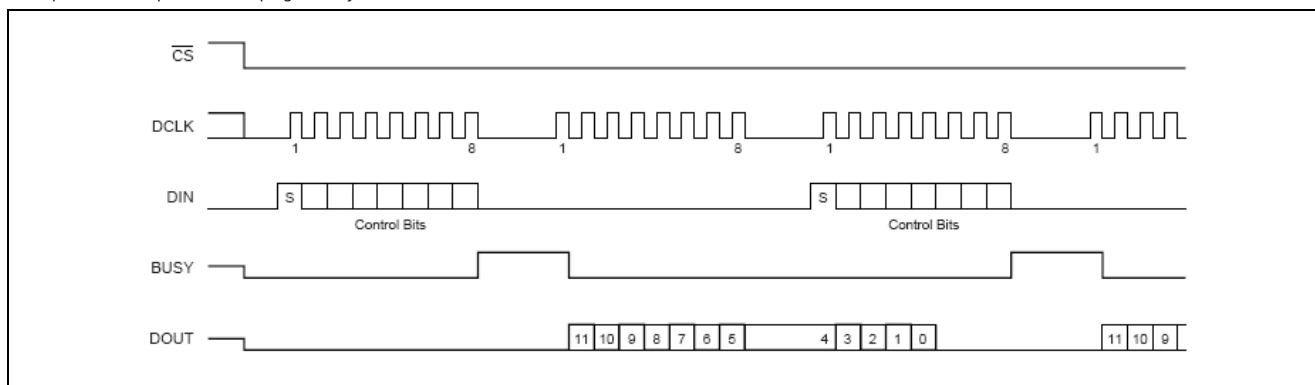 CS
DCLK
1 8 1 8 1 8 1
DIN
S S
Control Bits Control Bits
BUSY
DOUT
11 10 9 8 7 6 5 4 3 2 1 0 11 10 9